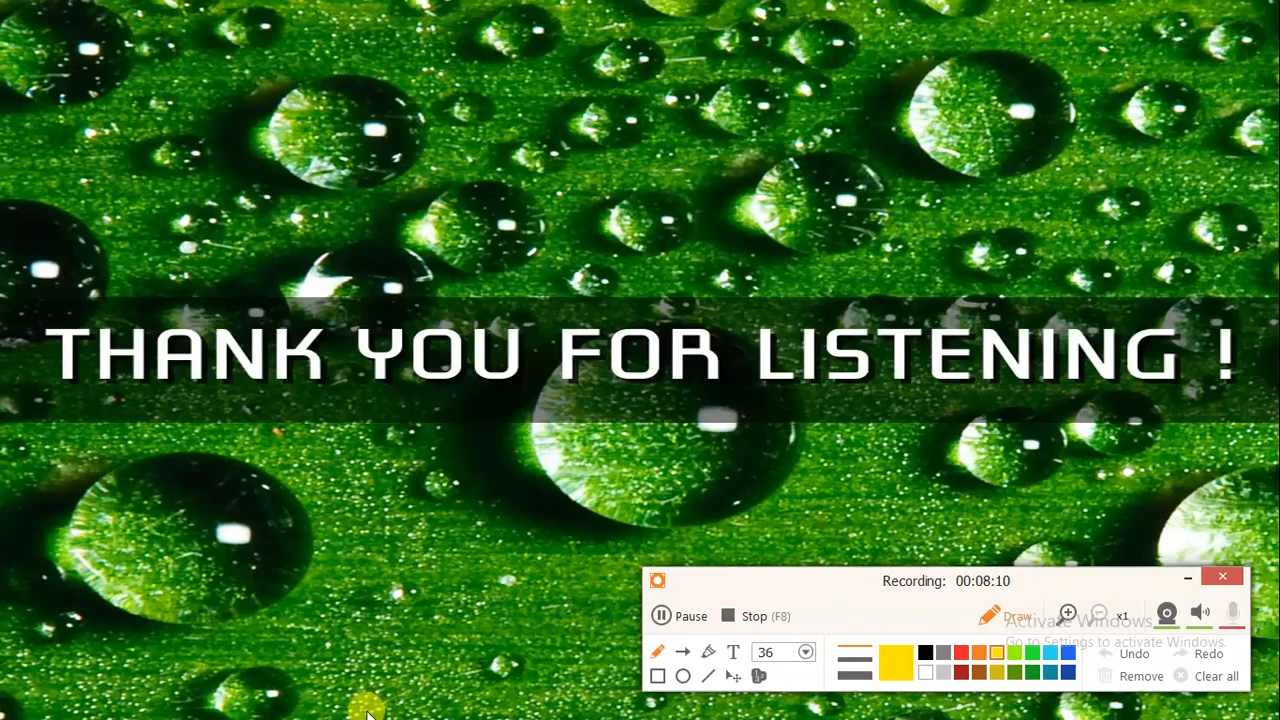 THANK YOU FOR LISTENING !
Recording: 00:08:10
Pause Stop (F8) Draw x1
Activate Windows
Go to Settings to activate Windows.
T 36 Undo Redo
Remove Clear all